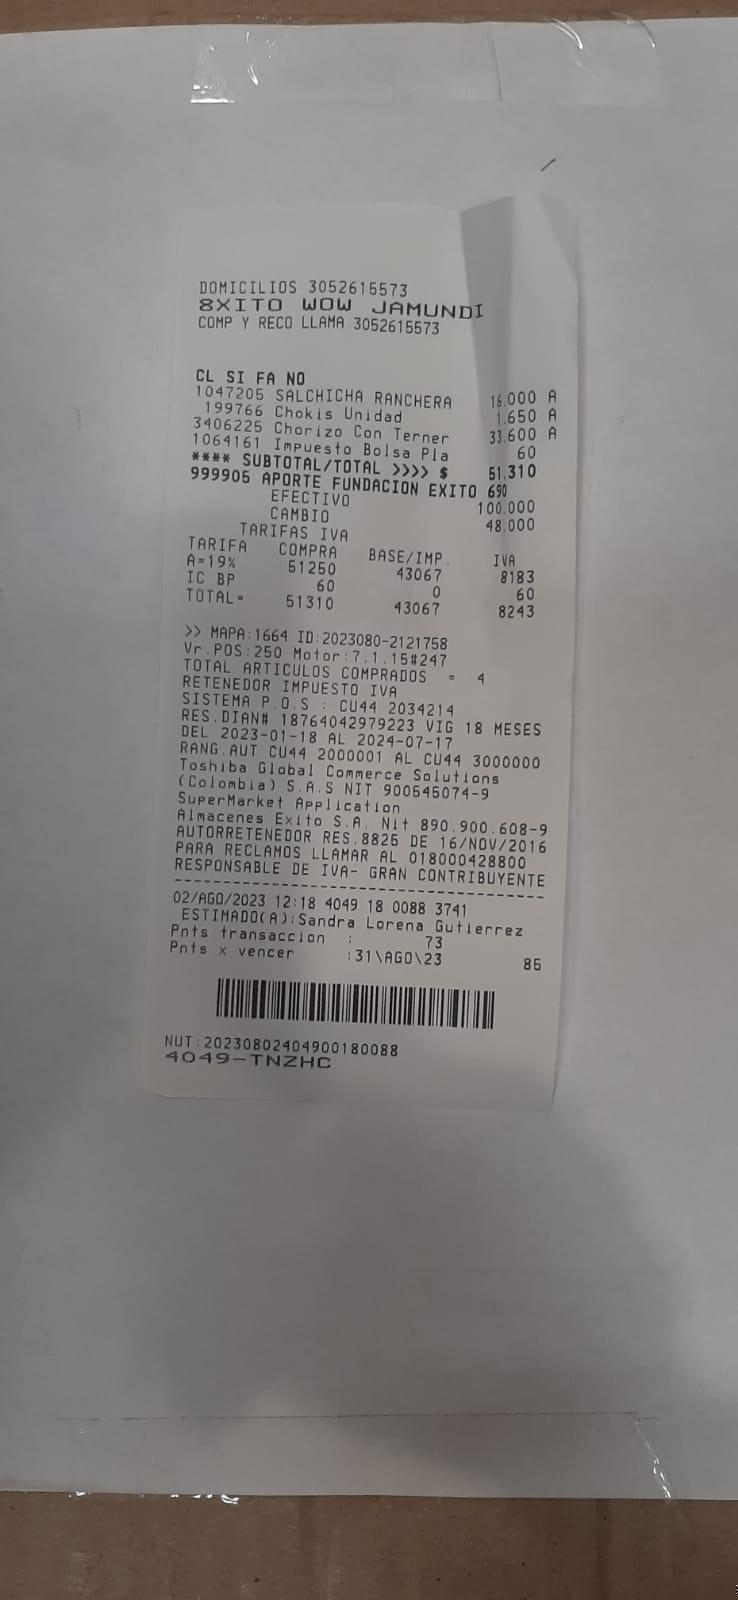 DOMICILIOS 3052615573
8XITO WOW JAMUNDI
COMP Y RECO LLAMA 3052615573
CL SI FA NO
1047205 SALCHICHA RANCHERA 16.000 A
199766 Chokis Unidad 1.650 A
3406225 Chorizo Con Terner 33.600 A
1064161 Impuesto Bolsa Pla 60
**** SUBTOTAL/TOTAL >>>> $ 51.310
999905 APORTE FUNDACION EXITO 690
EFECTIVO 100.000
CAMBIO 48.000
TARIFAS IVA
TARIFA COMPRA BASE/IMP. IVA
A=19% 51250 43067 8183
IC BP 60 0 60
TOTAL= 51310 43067 8243
>> MAPA:1664 ID:2023080-2121758
Vr.POS:250 Motor:7.1.15#247
TOTAL ARTICULOS COMPRADOS = 4
RETENEDOR IMPUESTO IVA
SISTEMA P.O.S : CU44 2034214
RES.DIAN# 18764042979223 VIG 18 MESES
DEL 2023-01-18 AL 2024-07-17
RANG.AUT CU44 2000001 AL CU44 3000000
Toshiba Global Commerce Solutions
(Colombia) S.A.S NIT 900545074-9
SuperMarket Application
Almacenes Exito S.A. Nit 890.900.608-9
AUTORRETENEDOR RES.8825 DE 16/NOV/2016
PARA RECLAMOS LLAMAR AL 018000428800
RESPONSABLE DE IVA- GRAN CONTRIBUYENTE
--------------------------------------
02/AGO/2023 12:18 4049 18 0088 3741
ESTIMADO(A):Sandra Lorena Gutierrez
Pnts transaccion : 73
Pnts x vencer :31\AGO\23 85
NUT:20230802404900180088
4049-TNZHC